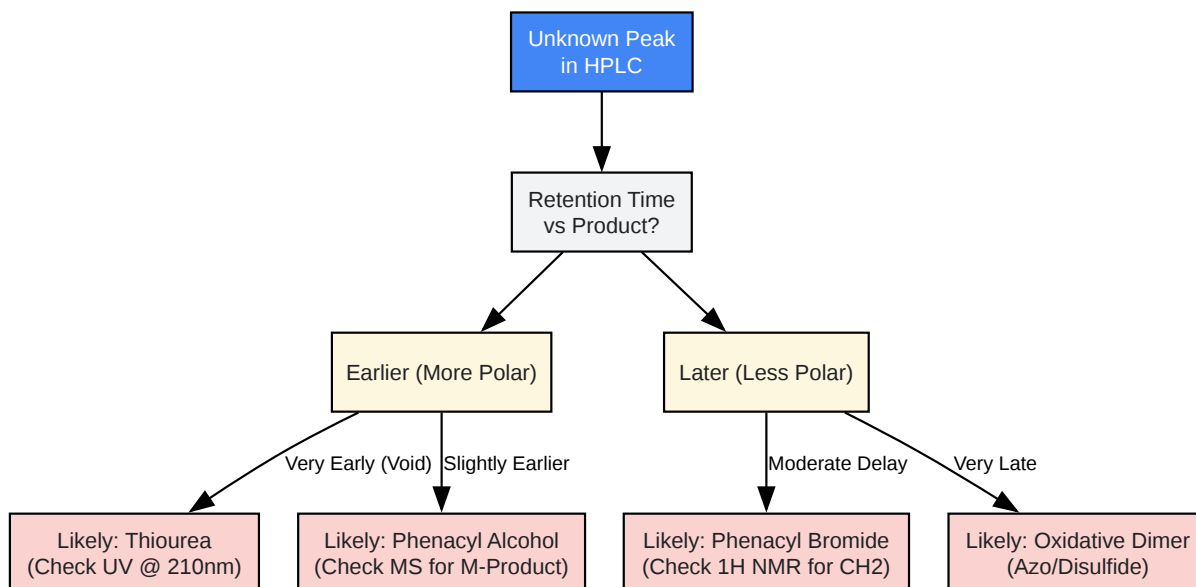 Unknown Peak
in HPLC
Retention Time
vs Product?
Earlier (More Polar)
Later (Less Polar)
Very Early (Void)
Slightly Earlier
Moderate Delay
Very Late
Likely: Thiourea
(Check UV @ 210nm)
Likely: Phenacyl Alcohol
(Check MS for M-Product)
Likely: Phenacyl Bromide
(Check 1H NMR for CH2)
Likely: Oxidative Dimer
(Azo/Disulfide)